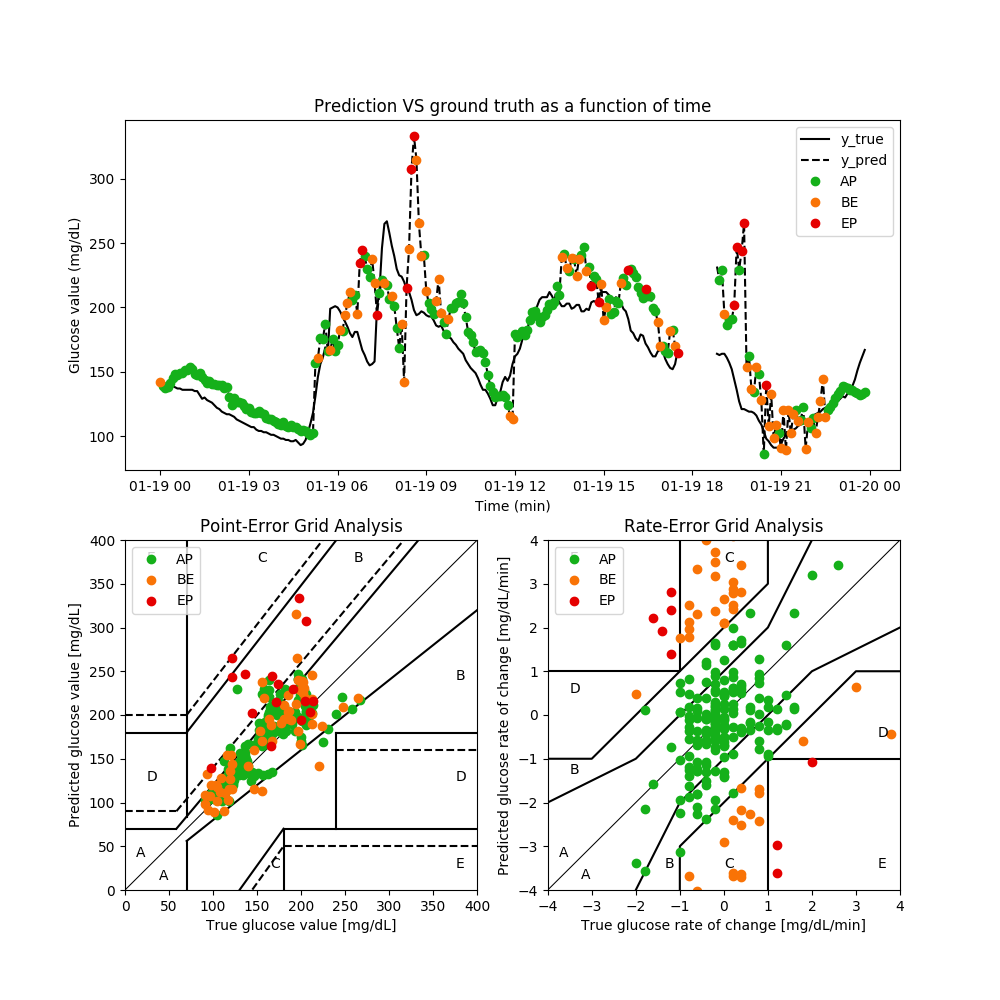 Prediction VS ground truth as a function of time
Glucose value (mg/dL)
300
250
200
150
100
y_true
y_pred
AP
BE
EP
01-19 00 01-19 03 01-19 06 01-19 09 01-19 12 01-19 15 01-19 18 01-19 21 01-20 00
Time (min)
Point-Error Grid Analysis
Predicted glucose value [mg/dL]
400
350
300
250
200
150
100
50
0
AP
BE
EP
C
B
B
D
D
A
A
C
E
0 50 100 150 200 250 300 350 400
True glucose value [mg/dL]
Rate-Error Grid Analysis
Predicted glucose rate of change [mg/dL/min]
4
3
2
1
0
−1
−2
−3
−4
AP
BE
EP
C
D
D
B
A
A
B
C
E
−4 −3 −2 −1 0 1 2 3 4
True glucose rate of change [mg/dL/min]